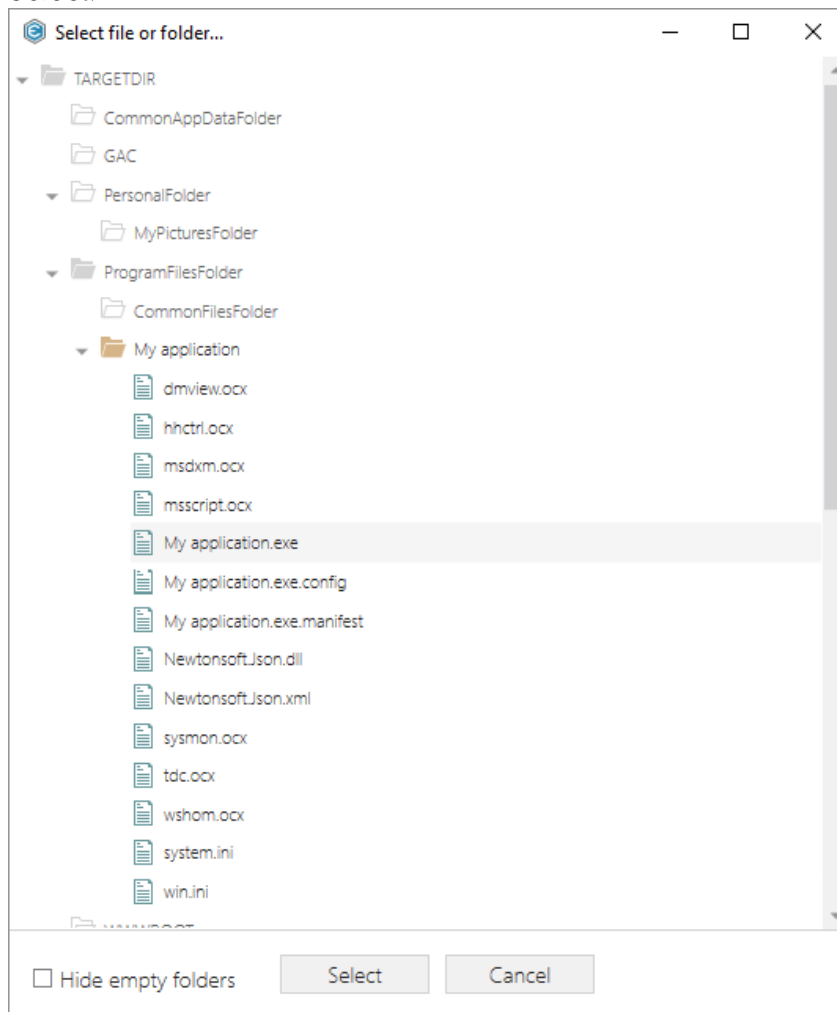 Select file or folder...
TARGETDIR
CommonAppDataFolder
GAC
PersonalFolder
MyPicturesFolder
ProgramFilesFolder
CommonFilesFolder
My application
dmview.ocx
hhctrl.ocx
msdxm.ocx
msscript.ocx
My application.exe
My application.exe.config
My application.exe.manifest
Newtonsoft.Json.dll
Newtonsoft.Json.xml
sysmon.ocx
tdc.ocx
wshom.ocx
system.ini
win.ini
Hide empty folders
Select
Cancel